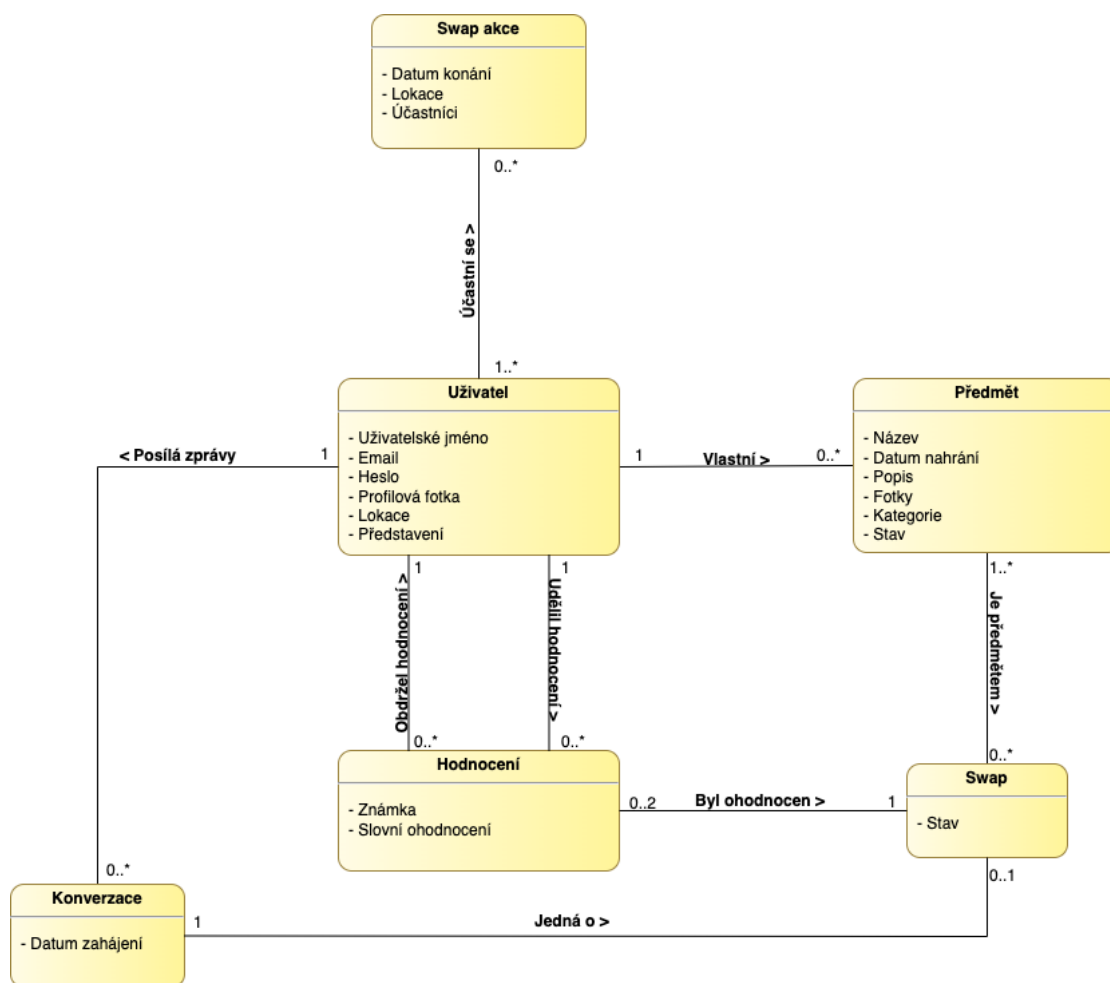 Swap akce
- Datum konání
- Lokace
- Účastníci
0..*
Účastní se >
1..*
Uživatel
- Uživatelské jméno
- Email
- Heslo
- Profilová fotka
- Lokace
- Představení
Předmět
- Název
- Datum nahrání
- Popis
- Fotky
- Kategorie
- Stav
< Posílá zprávy
1
1
Vlastní >
0..*
1
1
Obdržel hodnocení >
Udělil hodnocení >
0..*
0..*
1..*
Je předmětem >
0..*
Hodnocení
- Známka
- Slovní ohodnocení
0..2
Byl ohodnocen >
1
Swap
- Stav
0..1
0..*
Konverzace
- Datum zahájení
1
Jedná o >